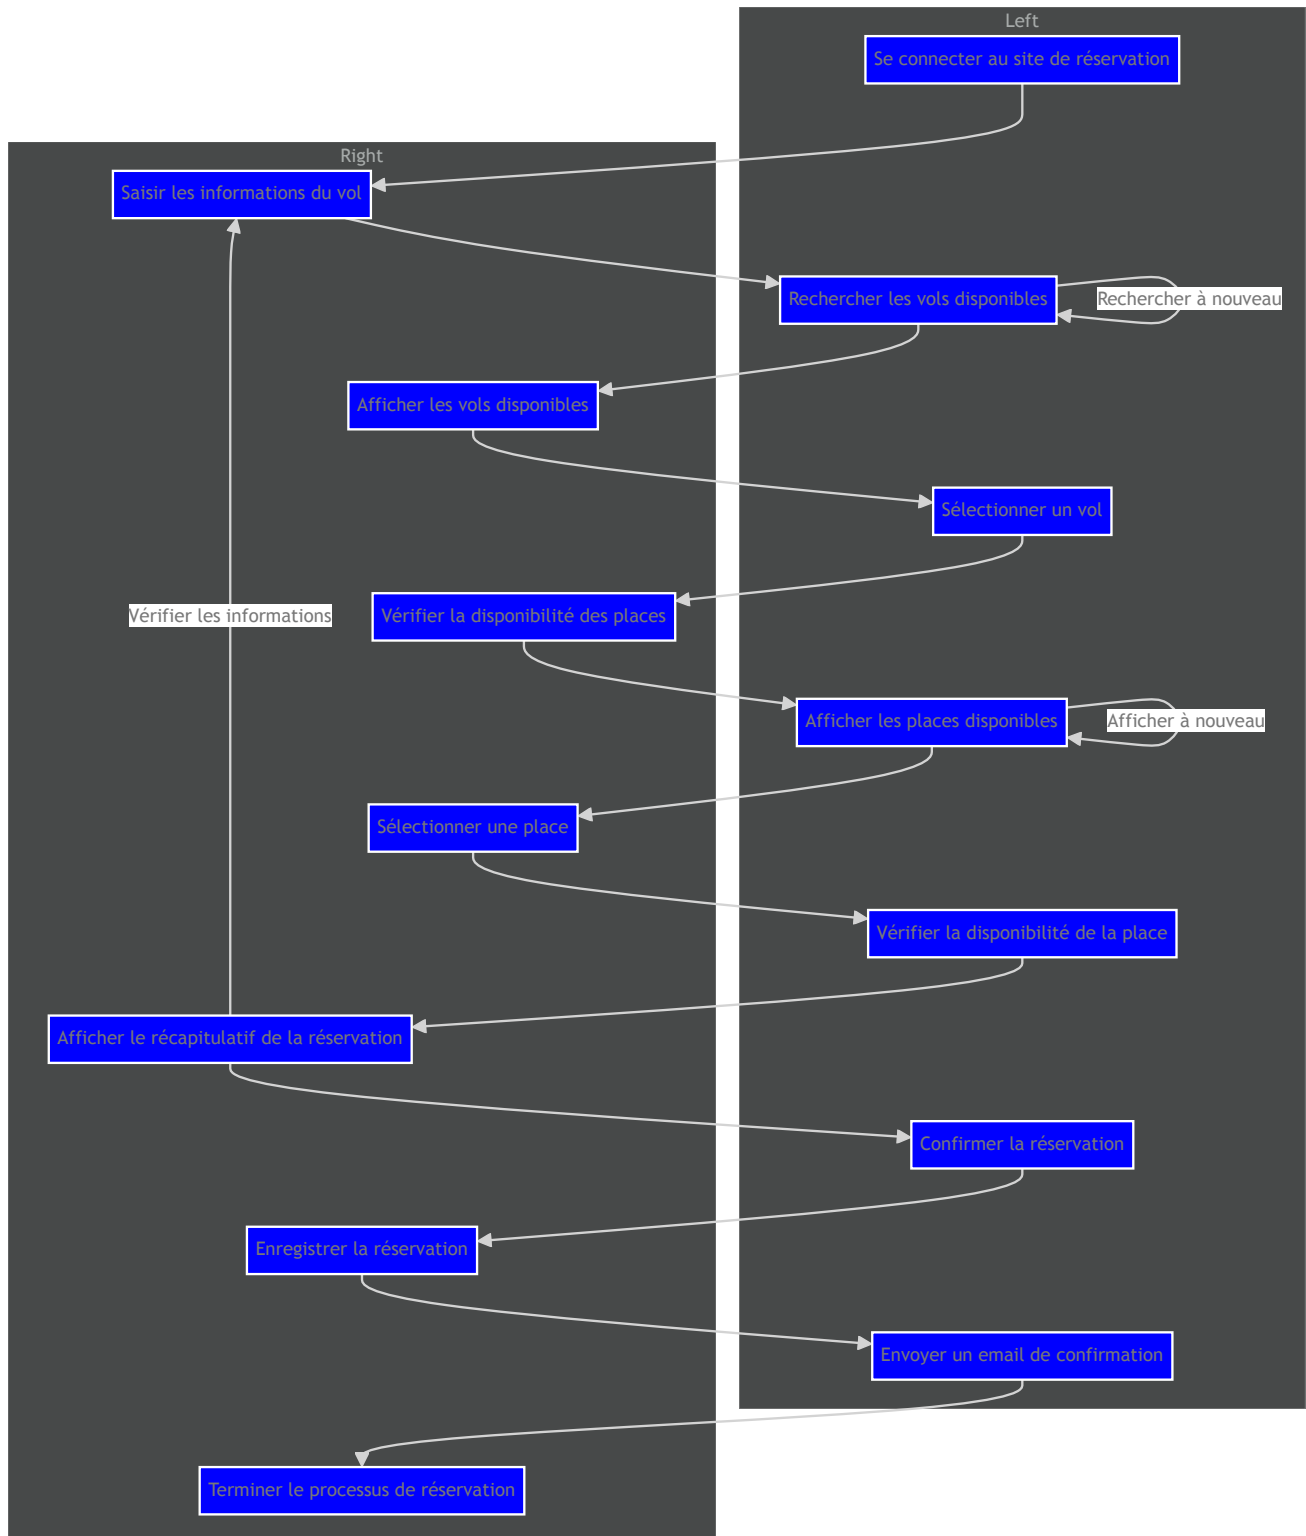 Left
Se connecter au site de réservation
Right
Saisir les informations du vol
Rechercher les vols disponibles
Rechercher à nouveau
Afficher les vols disponibles
Sélectionner un vol
Vérifier la disponibilité des places
Vérifier les informations
Afficher les places disponibles
Afficher à nouveau
Sélectionner une place
Vérifier la disponibilité de la place
Afficher le récapitulatif de la réservation
Confirmer la réservation
Enregistrer la réservation
Envoyer un email de confirmation
Terminer le processus de réservation